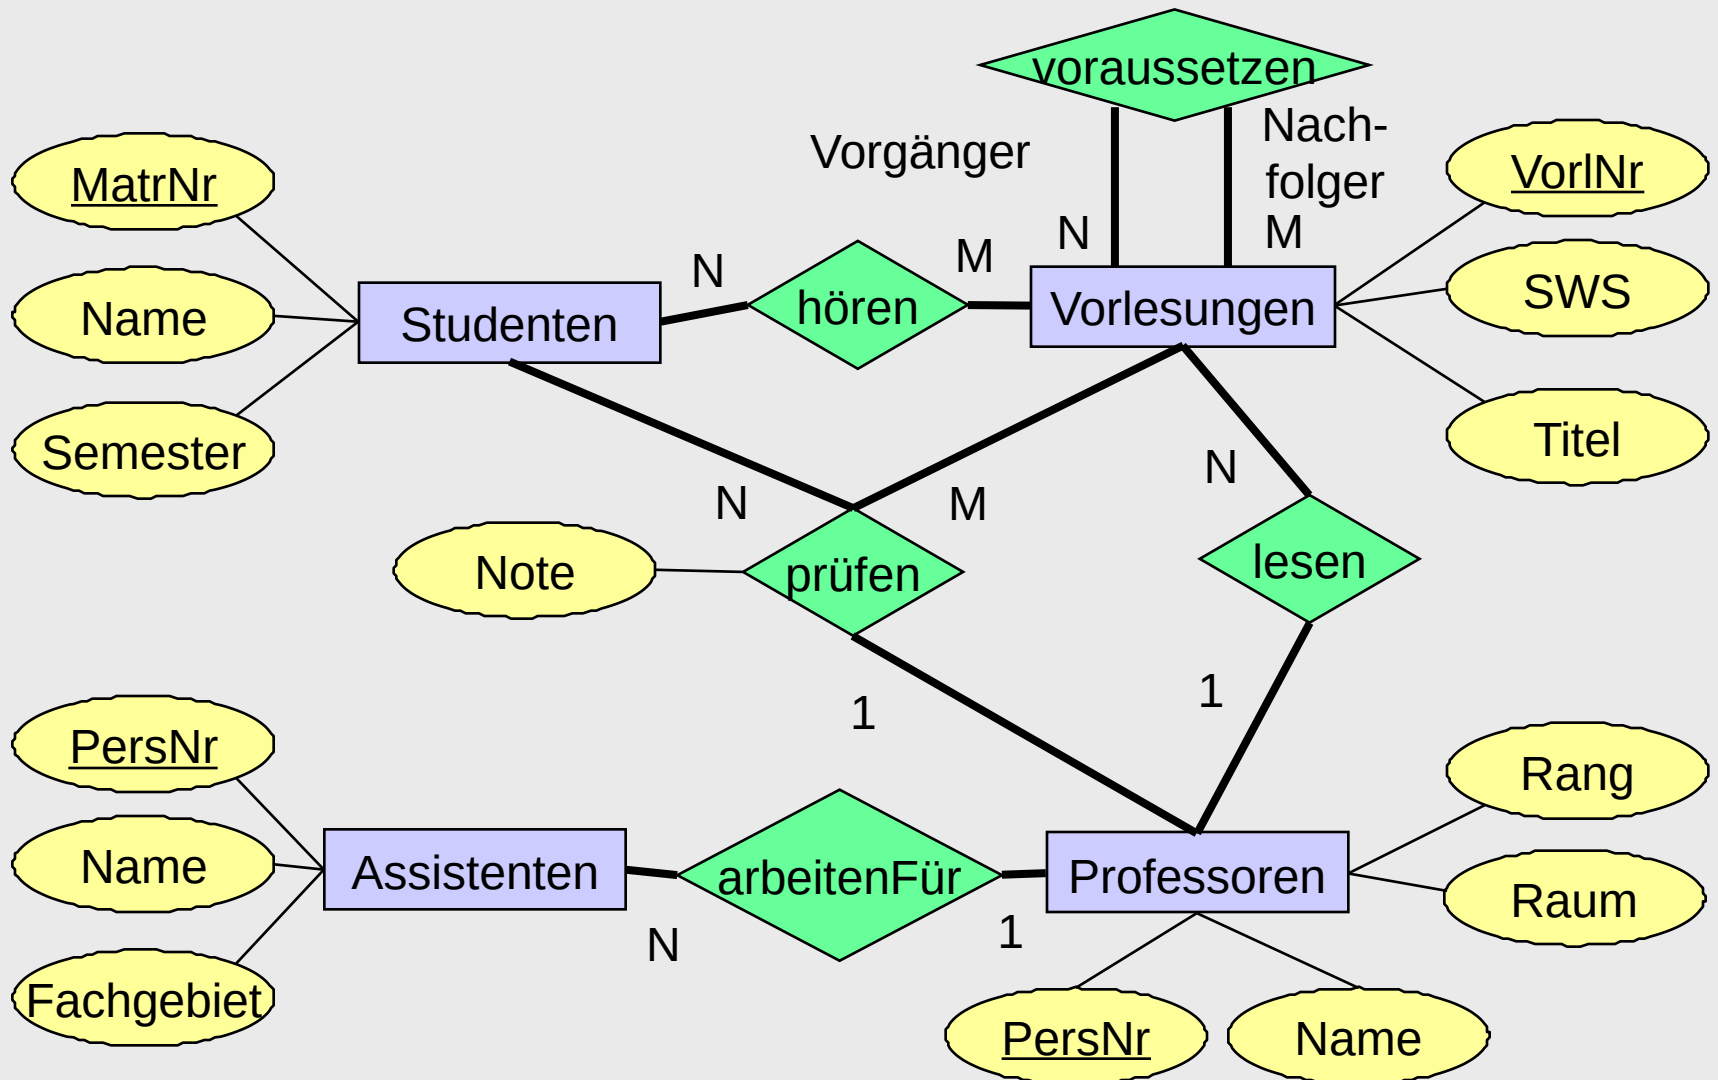 voraussetzen
Vorgänger
Nach-
folger
N
M
MatrNr
Name
Semester
Studenten
N
hören
M
Vorlesungen
VorlNr
SWS
Titel
N
M
N
Note
prüfen
lesen
1
1
PersNr
Name
Fachgebiet
Assistenten
N
arbeitenFür
1
Professoren
Rang
Raum
PersNr
Name